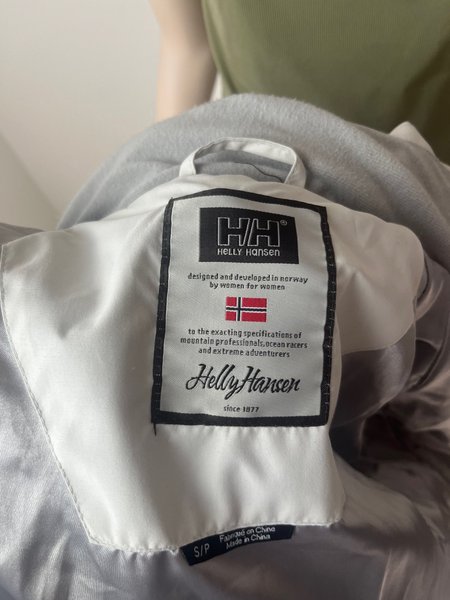 HH®
HELLY HANSEN
designed and developed in norway
by women for women
to the exacting specifications of
mountain professionals,ocean racers
and extreme adventurers
Helly Hansen
since 1877
S/P
Fabriqué en Chine
Made in China